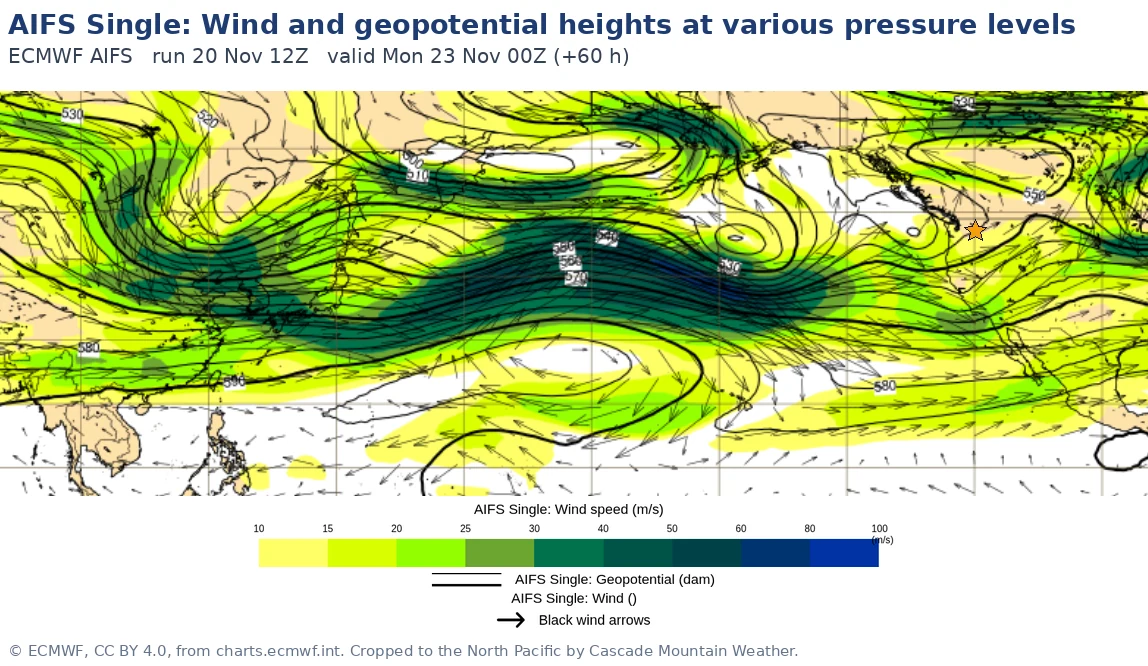 AIFS Single: Wind and geopotential heights at various pressure levels
ECMWF AIFS run 20 Nov 12Z valid Mon 23 Nov 00Z (+60 h)
530
520
530
500
510
550
530
570
580
590
580
AIFS Single: Wind speed (m/s)
10 15 20 25 30 40 50 60 80 100
(m/s)
AIFS Single: Geopotential (dam)
AIFS Single: Wind ()
Black wind arrows
© ECMWF, CC BY 4.0, from charts.ecmwf.int. Cropped to the North Pacific by Cascade Mountain Weather.